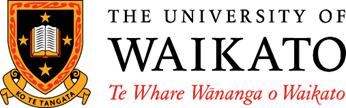 THE UNIVERSITY OF
WAIKATO
Te Whare Wānanga o Waikato
KO TE TANGATA